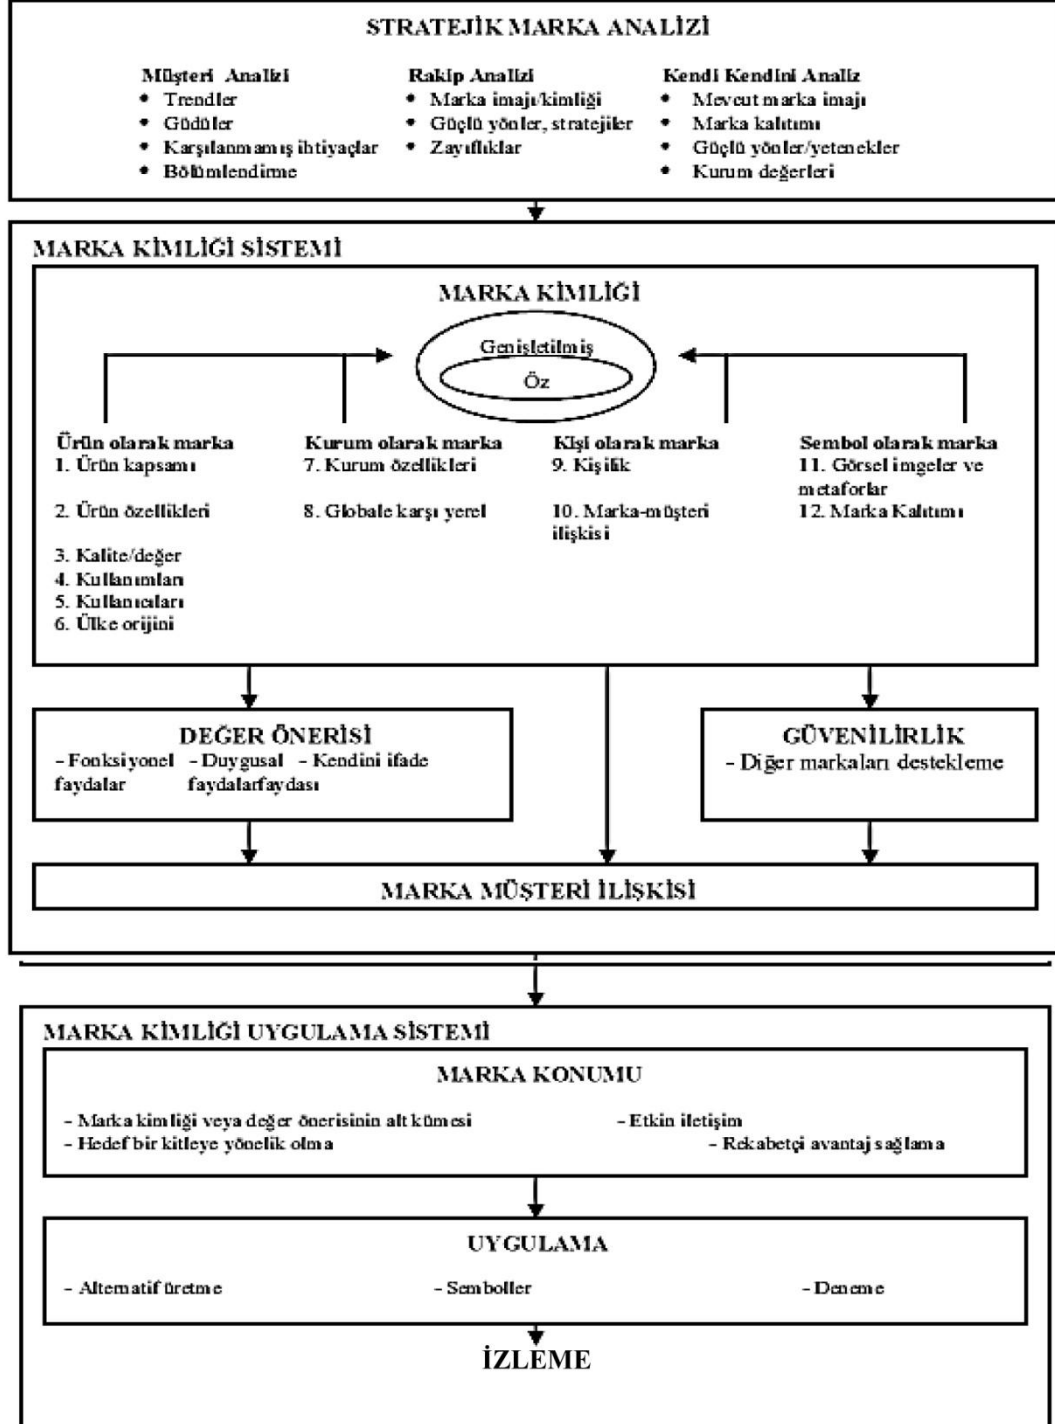 STRATEJİK MARKA ANALİZİ
Müşteri Analizi
• Trendler
• Güdüler
• Karşılanmamış ihtiyaçlar
• Bölümlendirme
Rakip Analizi
• Marka imajı/kimliği
• Güçlü yönler, stratejiler
• Zayıflıklar
Kendi Kendini Analiz
• Mevcut marka imajı
• Marka kalıtımı
• Güçlü yönler/yetenekler
• Kurum değerleri
MARKA KİMLİĞİ SİSTEMİ
MARKA KİMLİĞİ
Genişletilmiş
Öz
Ürün olarak marka
1. Ürün kapsamı
2. Ürün özellikleri
3. Kalite/değer
4. Kullanımları
5. Kullanıcıları
6. Ülke orijini
Kurum olarak marka
7. Kurum özellikleri
8. Globale karşı yerel
Kişi olarak marka
9. Kişilik
10. Marka-müşteri
ilişkisi
Sembol olarak marka
11. Görsel imgeler ve
metaforlar
12. Marka Kalıtımı
DEĞER ÖNERİSİ
– Fonksiyonel – Duygusal – Kendini ifade
faydalar faydalarfaydası
GÜVENİLİRLİK
– Diğer markaları destekleme
MARKA MÜŞTERİ İLİŞKİSİ
MARKA KİMLİĞİ UYGULAMA SİSTEMİ
MARKA KONUMU
– Marka kimliği veya değer önerisinin alt kümesi – Etkin iletişim
– Hedef bir kitleye yönelik olma – Rekabetçi avantaj sağlama
UYGULAMA
– Alternatif üretme – Semboller – Deneme
İZLEME